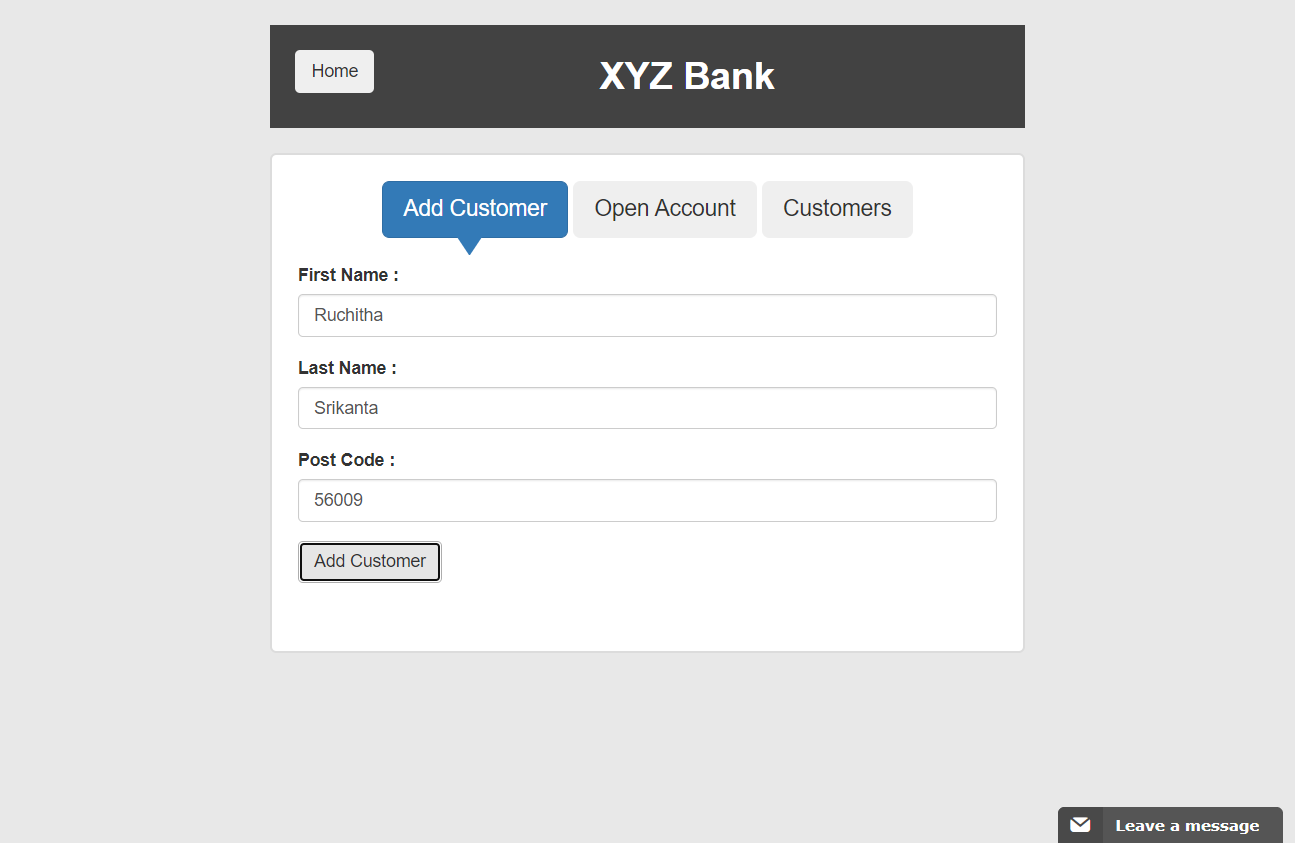 Home
XYZ Bank
Add Customer
Open Account
Customers
First Name :
Ruchitha
Last Name :
Srikanta
Post Code :
56009
Add Customer
Leave a message